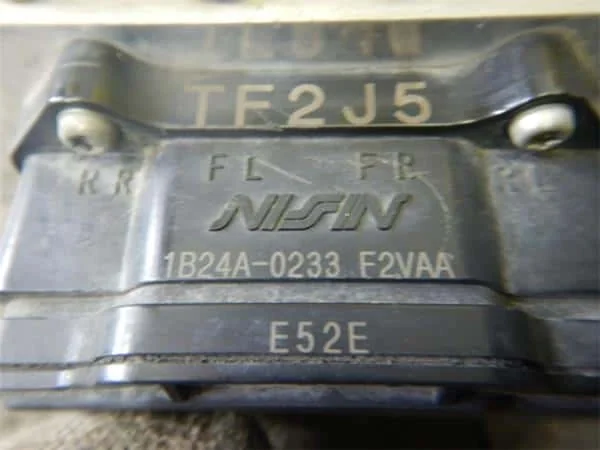 TF2J5
RR FL FR RL
NISSIN
1B24A-0233 F2VAA
E52E